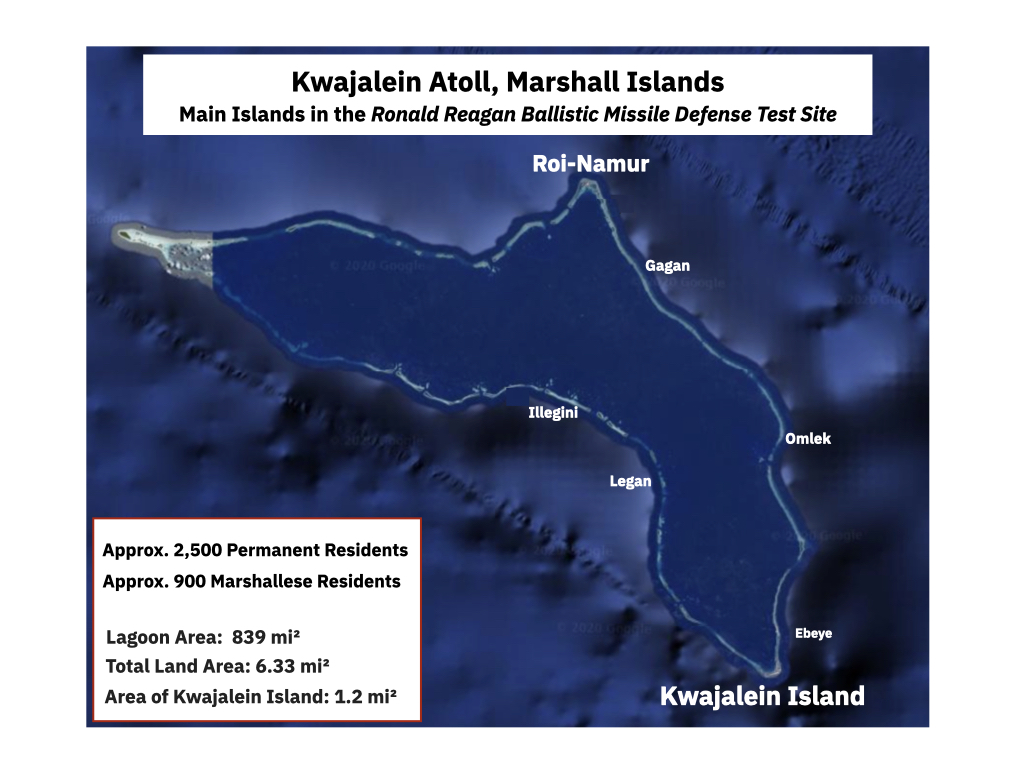 Kwajalein Atoll, Marshall Islands
Main Islands in the Ronald Reagan Ballistic Missile Defense Test Site
Roi-Namur
Google
© 2020 Google
Gagan
2020 Google
© 2020
Illegini
© 2020 Google
Omlek
Legan
© 2020 Google
© 2020 Google
Approx. 2,500 Permanent Residents
Approx. 900 Marshallese Residents
Lagoon Area: 839 mi²
Total Land Area: 6.33 mi²
Area of Kwajalein Island: 1.2 mi²
© 2020 Google
Ebeye
Kwajalein Island